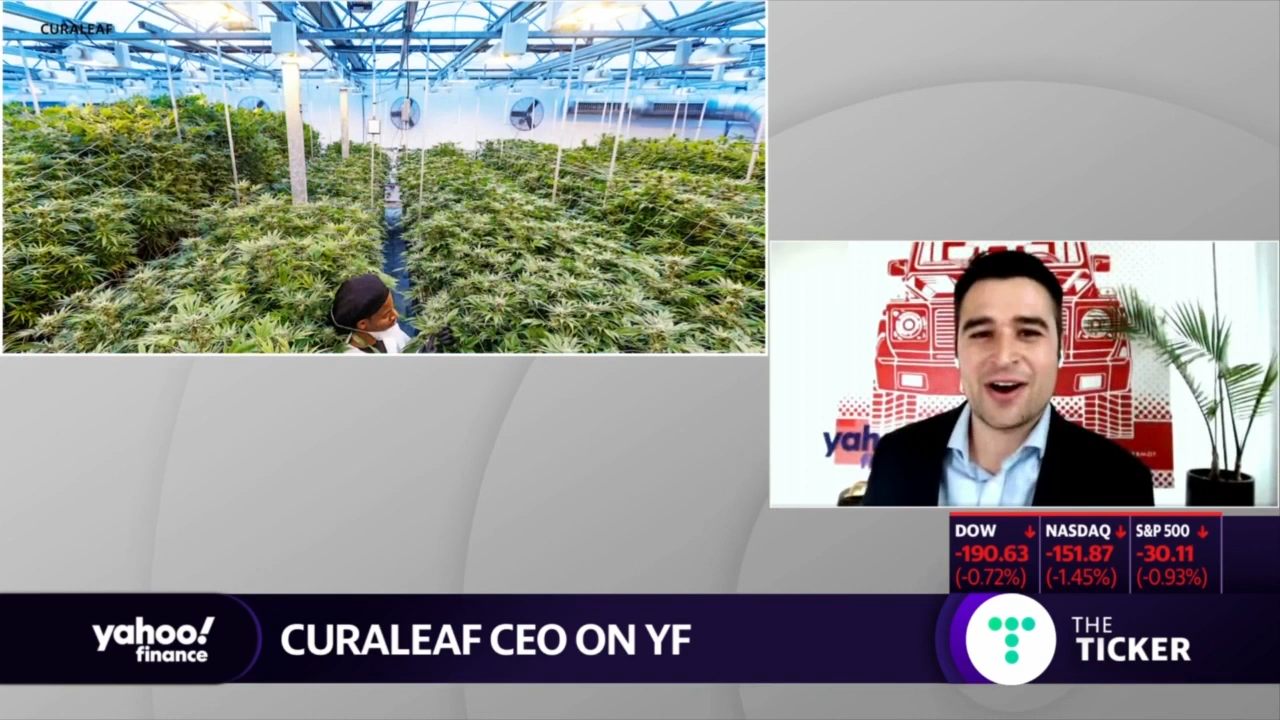 CURALEAF
yah
DOW
-190.63
(-0.72%)
NASDAQ
-151.87
(-1.45%)
S&P 500
-30.11
(-0.93%)
yahoo!
finance
CURALEAF CEO ON YF
THE
TICKER